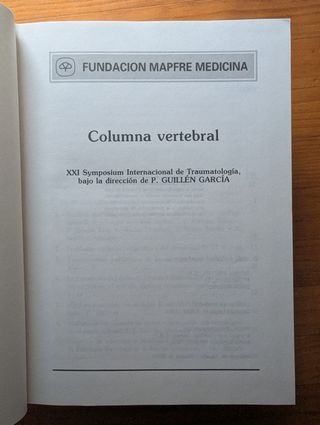 FUNDACION MAPFRE MEDICINA
Columna vertebral
XXI Symposium Internacional de Traumatología,
bajo la dirección de P. GUILLÉN GARCÍA